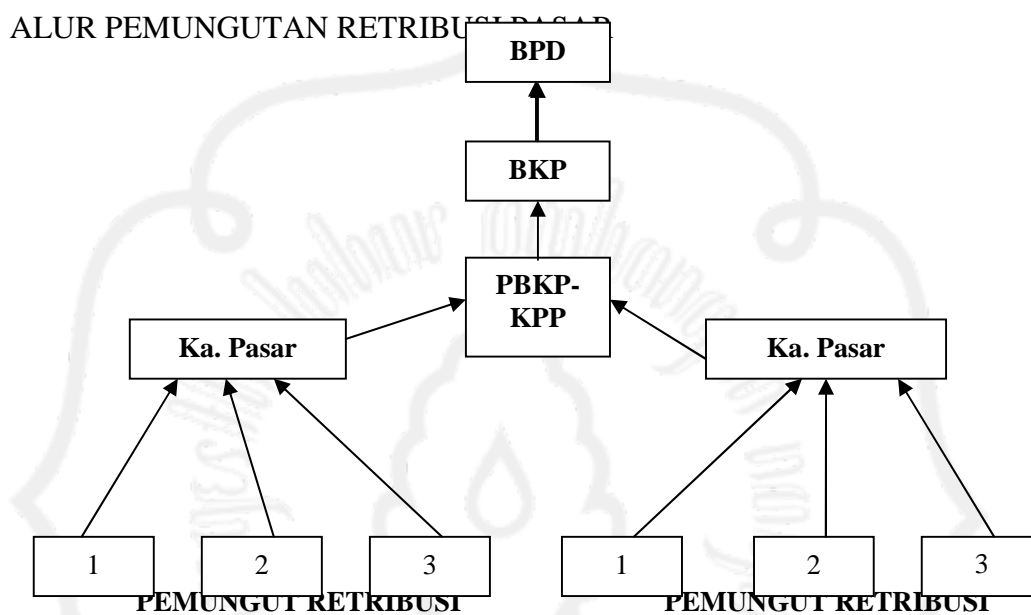 ALUR PEMUNGUTAN RETRIBUSI PASAR
BPD
BKP
PBKP-
KPP
Ka. Pasar
Ka. Pasar
1
2
3
1
2
3
PEMUNGUT RETRIBUSI
PEMUNGUT RETRIBUSI